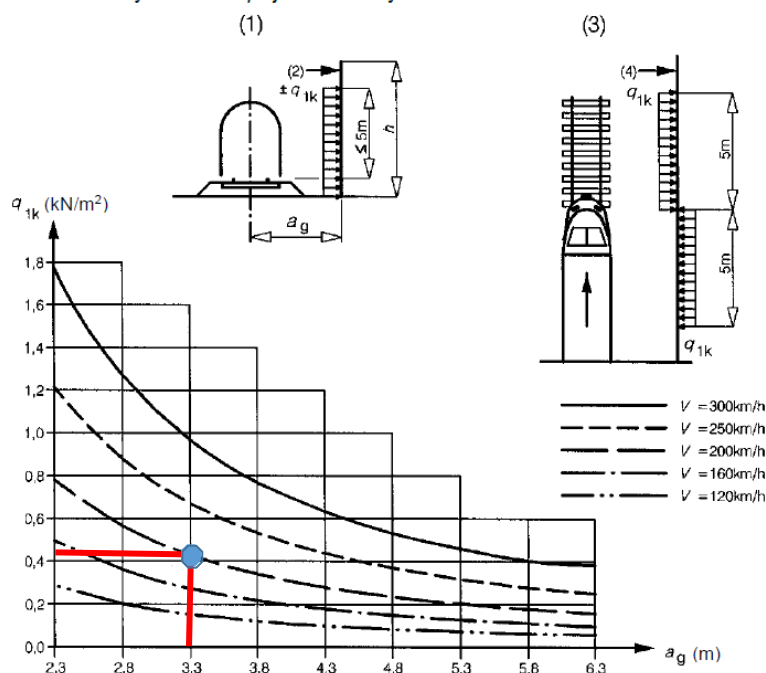 (1)
(3)
(2)
± q1k
≤ 5m
h
ag
(4)
q1k
5m
5m
q1k
q1k (kN/m²)
1,8
1,6
1,4
1,2
1,0
0,8
0,6
0,4
0,2
0,0
2.3 2.8 3.3 3.8 4.3 4.8 5.3 5.8 6.3
ag (m)
V = 300km/h
V = 250km/h
V = 200km/h
V = 160km/h
V = 120km/h